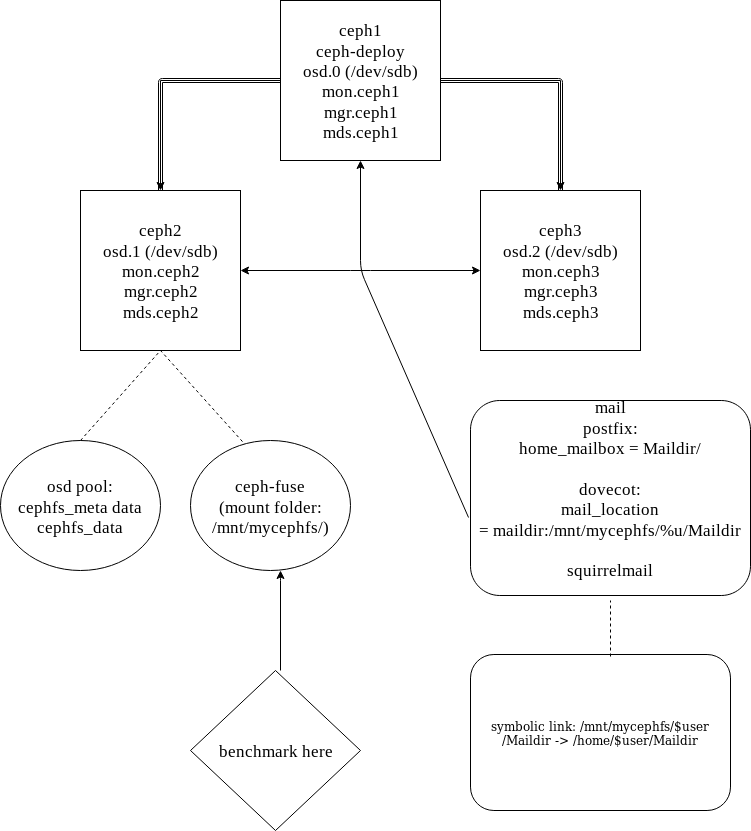 ceph1
ceph-deploy
osd.0 (/dev/sdb)
mon.ceph1
mgr.ceph1
mds.ceph1
ceph2
osd.1 (/dev/sdb)
mon.ceph2
mgr.ceph2
mds.ceph2
ceph3
osd.2 (/dev/sdb)
mon.ceph3
mgr.ceph3
mds.ceph3
osd pool:
cephfs_meta data
cephfs_data
ceph-fuse
(mount folder:
/mnt/mycephfs/)
mail
postfix:
home_mailbox = Maildir/
dovecot:
mail_location
= maildir:/mnt/mycephfs/%u/Maildir
squirrelmail
benchmark here
symbolic link: /mnt/mycephfs/$user
/Maildir -> /home/$user/Maildir